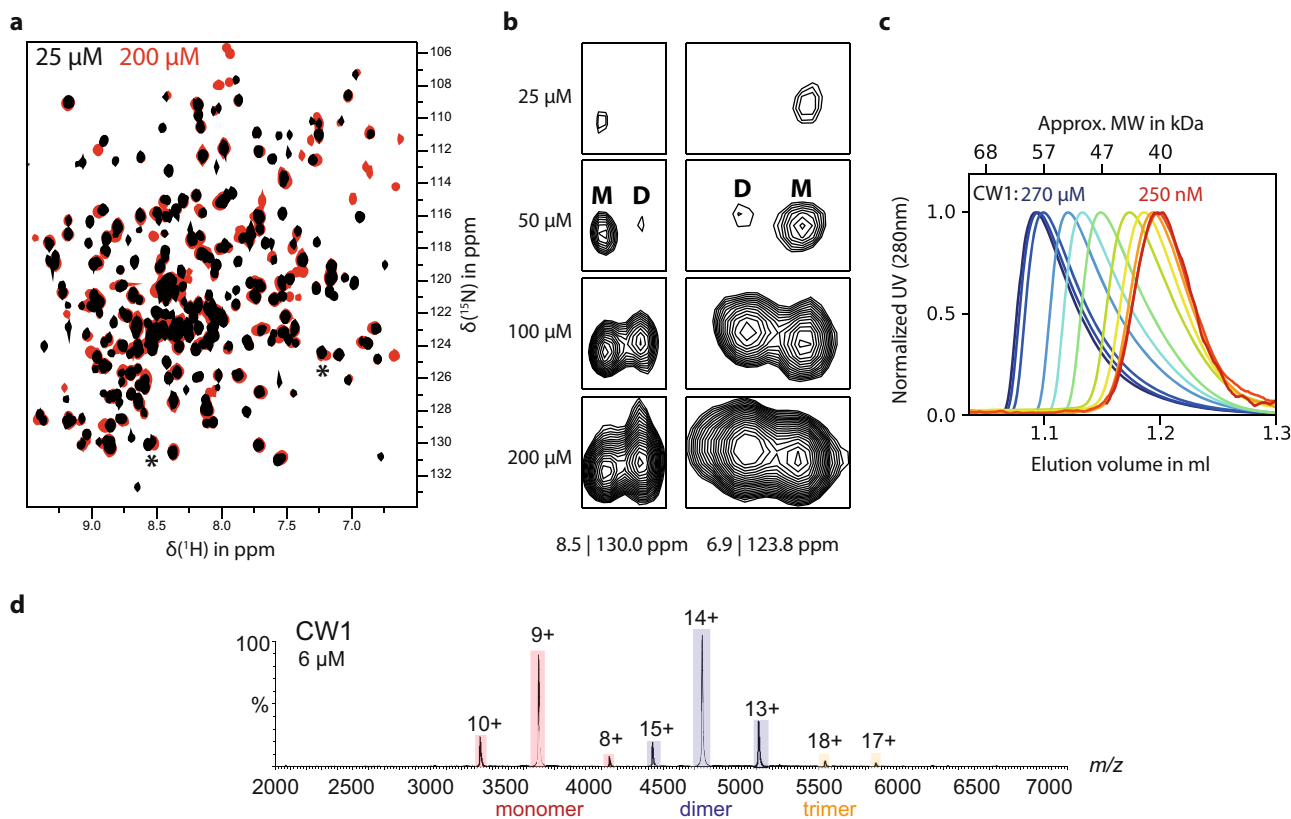 a
25 µM 200 µM
106
108
110
112
114
116
118
120
122
124
126
128
130
132
δ(¹⁵N) in ppm
*
*
9.0 8.5 8.0 7.5 7.0
δ(¹H) in ppm
b
25 µM
50 µM
M D
D M
100 µM
200 µM
8.5 | 130.0 ppm 6.9 | 123.8 ppm
c
Approx. MW in kDa
68 57 47 40
CW1: 270 µM 250 nM
1.0
0.5
0.0
Normalized UV (280nm)
1.1 1.2 1.3
Elution volume in ml
d
CW1
6 µM
100
%
10+ 9+ 8+ 15+ 14+ 13+ 18+ 17+
2000 2500 3000 3500 4000 4500 5000 5500 6000 6500 7000
m/z
monomer dimer trimer